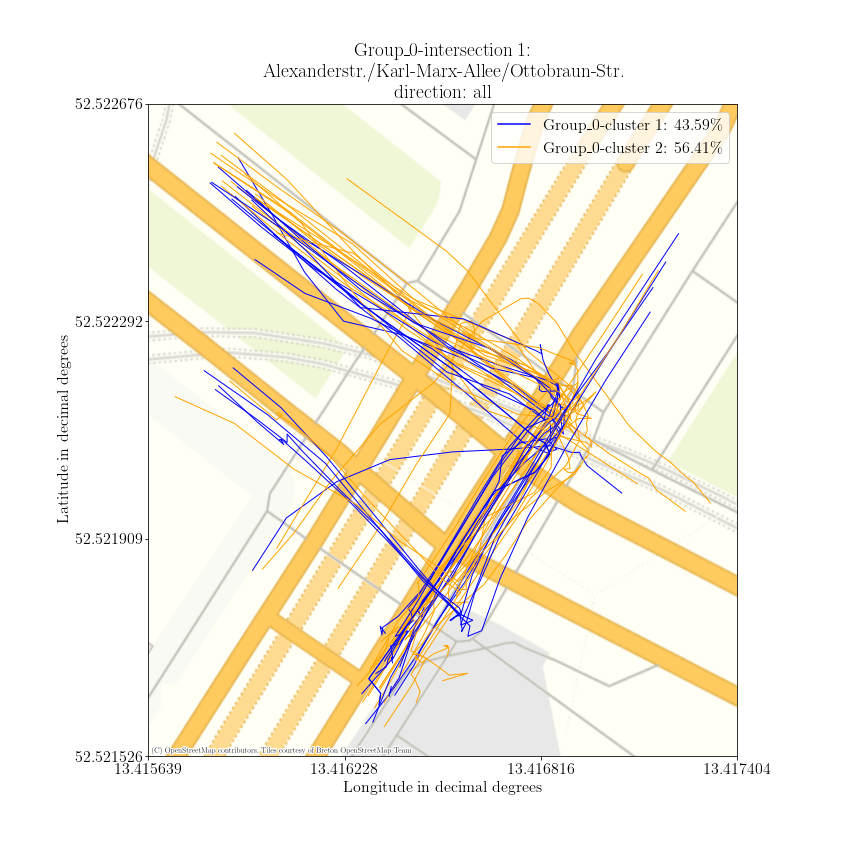 Group_0-intersection 1:
Alexanderstr./Karl-Marx-Allee/Ottobraun-Str.
direction: all
52.522676
Group_0-cluster 1: 43.59%
Group_0-cluster 2: 56.41%
52.522292
Latitude in decimal degrees
52.521909
(C) OpenStreetMap contributors, Tiles courtesy of Breton OpenStreetMap Team
52.521526
13.415639
13.416228
13.416816
13.417404
Longitude in decimal degrees